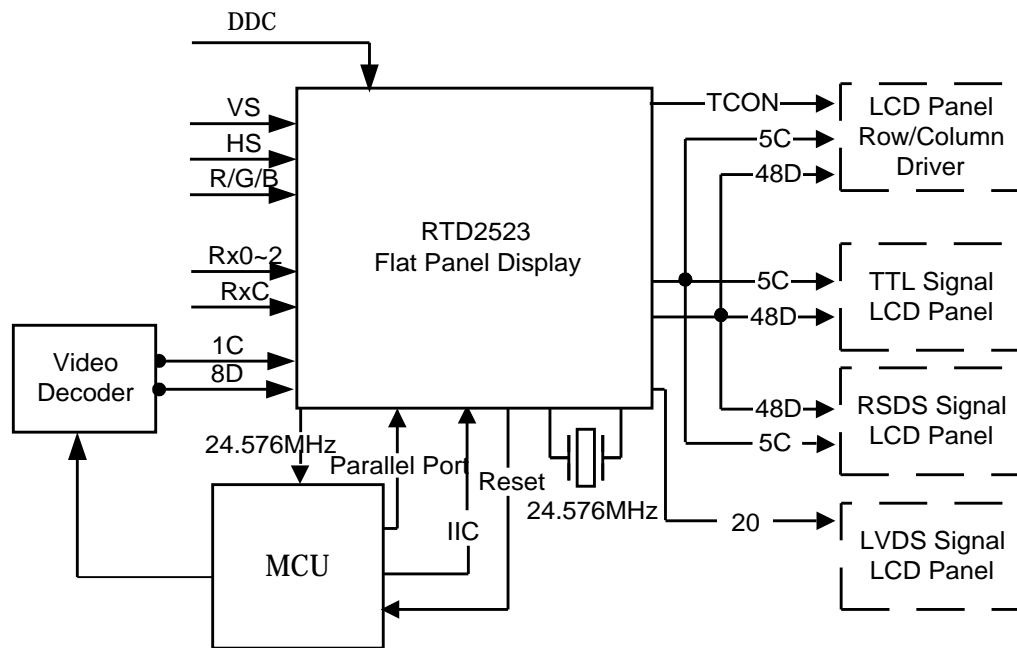 DDC
VS
HS
R/G/B
Rx0~2
RxC
1C
8D
Video
Decoder
RTD2523
Flat Panel Display
TCON
5C
48D
LCD Panel
Row/Column
Driver
5C
48D
TTL Signal
LCD Panel
48D
5C
RSDS Signal
LCD Panel
20
LVDS Signal
LCD Panel
24.576MHz
Parallel Port
IIC
Reset
24.576MHz
MCU